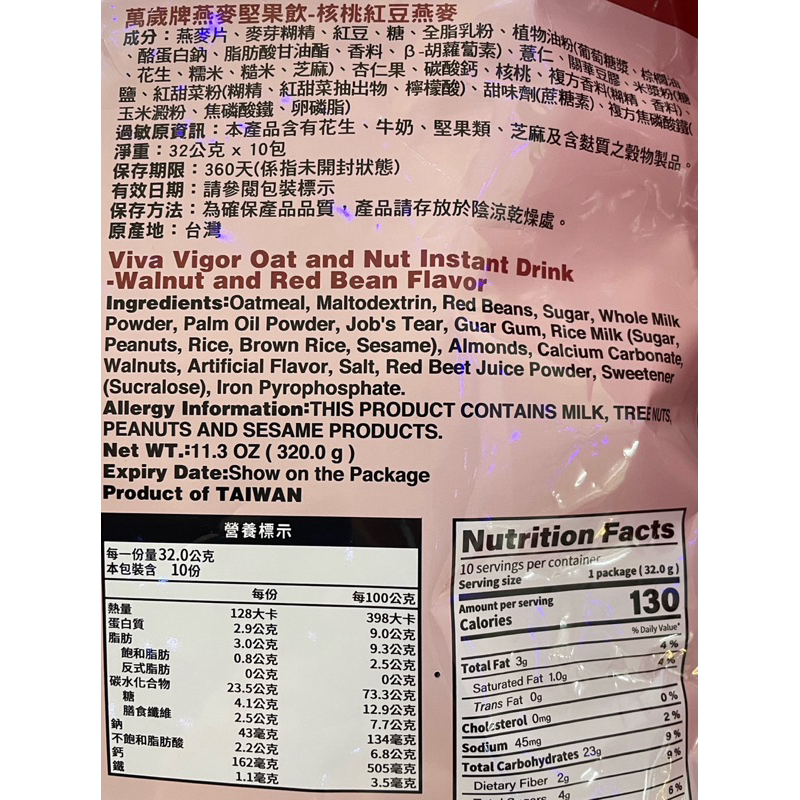 萬歲牌燕麥堅果飲-核桃紅豆燕麥
成分：燕麥片、麥芽糊精、紅豆、糖、全脂乳粉、植物油粉(葡萄糖漿、棕櫚油
、酪蛋白鈉、脂肪酸甘油酯、香料、β-胡蘿蔔素)、薏仁、關華豆膠、米漿粉(糖
、花生、糯米、糙米、芝麻)、杏仁果、碳酸鈣、核桃、複方香料(糊精、香料)、
鹽、紅甜菜粉(糊精、紅甜菜抽出物、檸檬酸)、甜味劑(蔗糖素)、複方焦磷酸鐵(
玉米澱粉、焦磷酸鐵、卵磷脂)
過敏原資訊：本產品含有花生、牛奶、堅果類、芝麻及含麩質之穀物製品。
淨重：32公克 x 10包
保存期限：360天(係指未開封狀態)
有效日期：請參閱包裝標示
保存方法：為確保產品品質，產品請存放於陰涼乾燥處。
原產地：台灣
Viva Vigor Oat and Nut Instant Drink
-Walnut and Red Bean Flavor
Ingredients:Oatmeal, Maltodextrin, Red Beans, Sugar, Whole Milk
Powder, Palm Oil Powder, Job's Tear, Guar Gum, Rice Milk (Sugar,
Peanuts, Rice, Brown Rice, Sesame), Almonds, Calcium Carbonate,
Walnuts, Artificial Flavor, Salt, Red Beet Juice Powder, Sweetener
(Sucralose), Iron Pyrophosphate.
Allergy Information:THIS PRODUCT CONTAINS MILK, TREE NUTS,
PEANUTS AND SESAME PRODUCTS.
Net WT.:11.3 OZ ( 320.0 g )
Expiry Date:Show on the Package
Product of TAIWAN
營養標示
每一份量32.0公克
本包裝含 10份
每份 每100公克
熱量 128大卡 398大卡
蛋白質 2.9公克 9.0公克
脂肪 3.0公克 9.3公克
飽和脂肪 0.8公克 2.5公克
反式脂肪 0公克 0公克
碳水化合物 23.5公克 73.3公克
糖 4.1公克 12.9公克
膳食纖維 2.5公克 7.7公克
鈉 43毫克 134毫克
不飽和脂肪酸 2.2公克 6.8公克
鈣 162毫克 505毫克
鐵 1.1毫克 3.5毫克
Nutrition Facts
10 servings per container
Serving size 1 package ( 32.0 g )
Amount per serving
Calories 130
% Daily Value*
Total Fat 3g 4%
Saturated Fat 1.0g 4%
Trans Fat 0g
Cholesterol 0mg 0%
Sodium 45mg 2%
Total Carbohydrates 23g 9%
Dietary Fiber 2g 9%
4g 6%